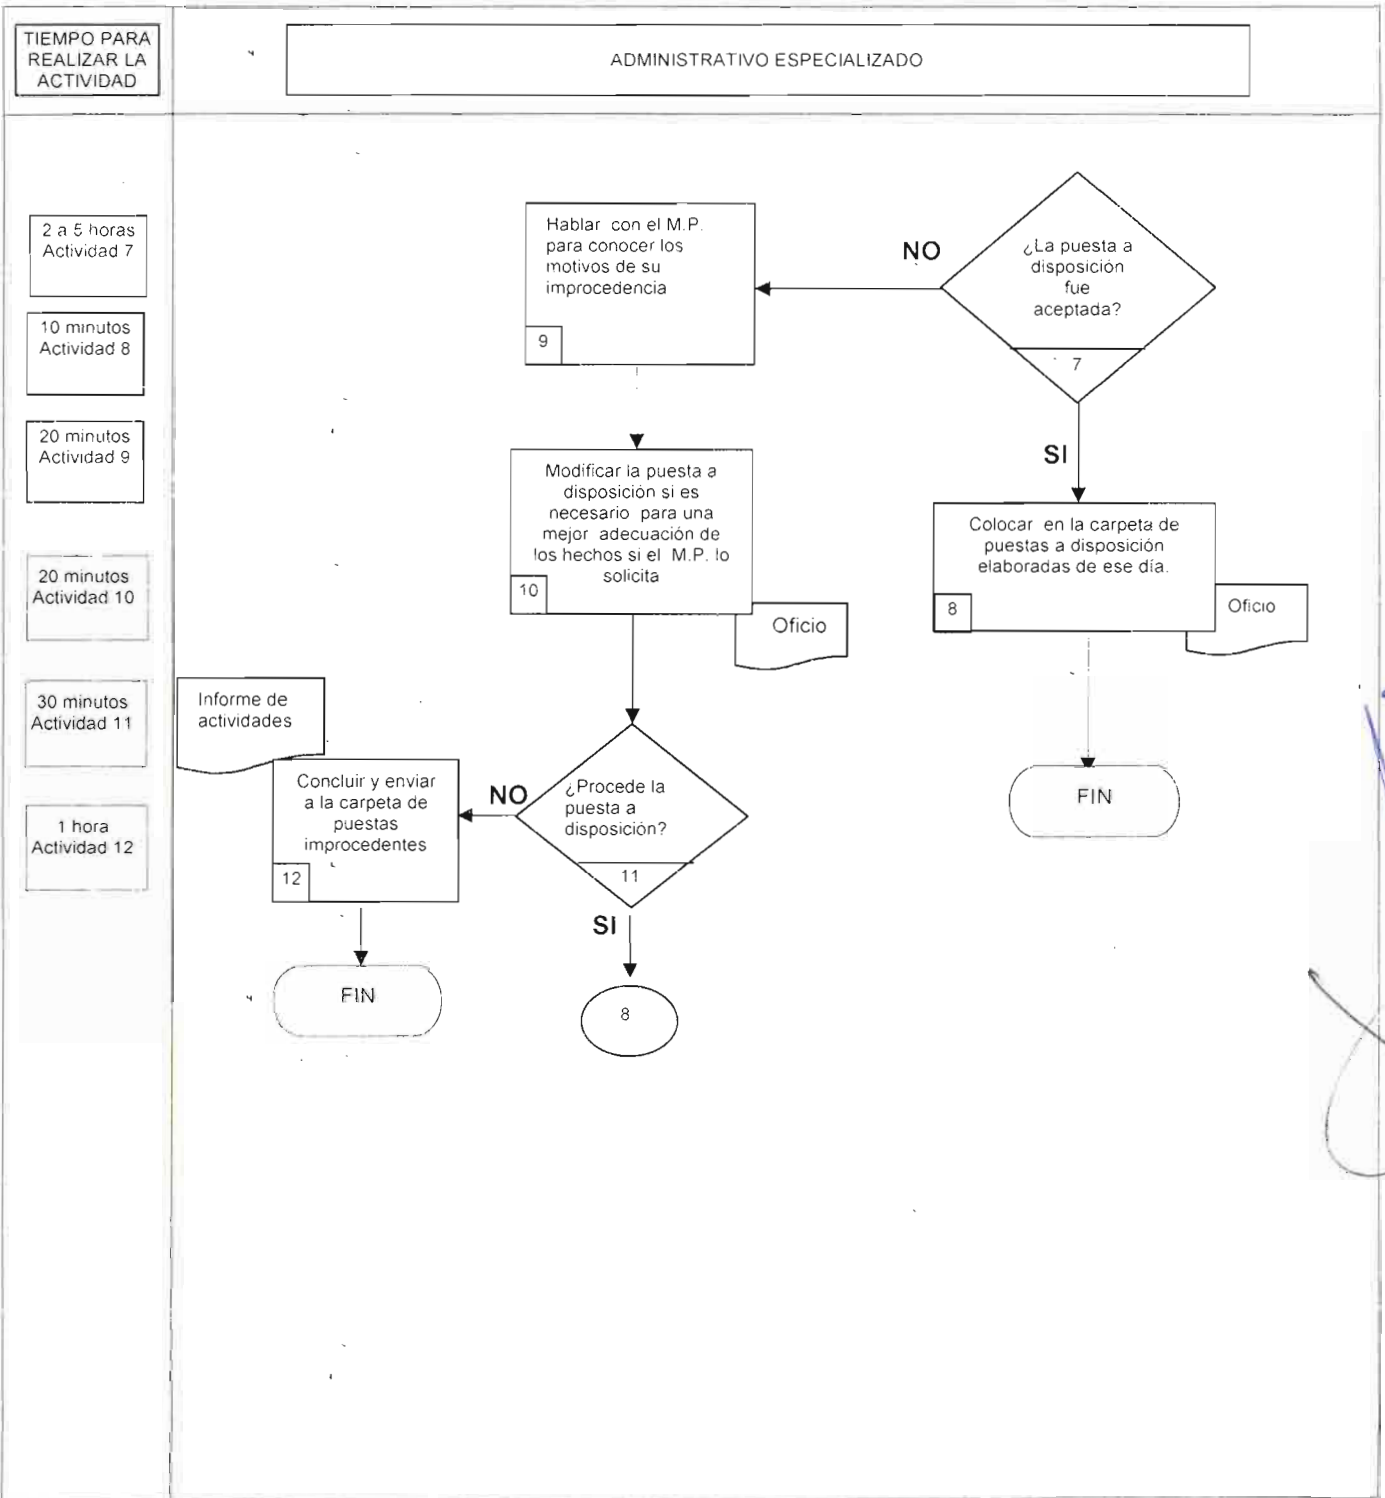 TIEMPO PARA
REALIZAR LA
ACTIVIDAD
ADMINISTRATIVO ESPECIALIZADO
2 a 5 horas
Actividad 7
10 minutos
Actividad 8
20 minutos
Actividad 9
20 minutos
Actividad 10
30 minutos
Actividad 11
1 hora
Actividad 12
¿La puesta a
disposición
fue
aceptada?
7
NO
Hablar con el M.P.
para conocer los
motivos de su
improcedencia
9
SI
Colocar en la carpeta de
puestas a disposición
elaboradas de ese día.
8
Oficio
FIN
Modificar la puesta a
disposición si es
necesario para una
mejor adecuación de
los hechos si el M.P. lo
solicita
10
Oficio
¿Procede la
puesta a
disposición?
11
NO
Informe de
actividades
Concluir y enviar
a la carpeta de
puestas
improcedentes
12
FIN
SI
8